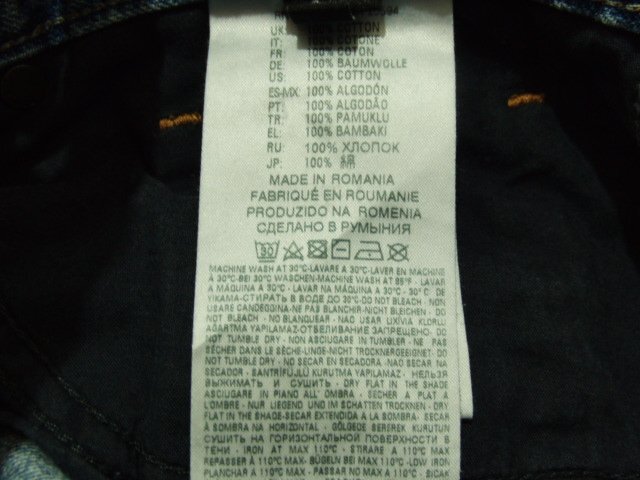 UK: 100% COTTON
IT: 100% COTONE
FR: 100% COTON
DE: 100% BAUMWOLLE
US: 100% COTTON
ES-MX: 100% ALGODÓN
PT: 100% ALGODÃO
TR: 100% PAMUKLU
EL: 100% BAMBAKI
RU: 100% ХЛОПОК
JP: 100% 綿
MADE IN ROMANIA
FABRIQUÉ EN ROUMANIE
PRODUZIDO NA ROMENIA
СДЕЛАНО В РУМЫНИЯ
30
MACHINE WASH AT 30°C-LAVARE A 30°C-LAVER EN MACHINE
À 30°C-BEI 30°C WASCHEN-MACHINE WASH AT 85°F - LAVAR
A MÁQUINA A 30°C - LAVAR NA MÁQUINA A 30°C - 30°C DE
YIKAMA-СТИРАТЬ В ВОДЕ ДО 30°C-DO NOT BLEACH - NON
USARE CANDEGGINA-NE PAS BLANCHIR-NICHT BLEICHEN - DO
NOT BLEACH - NO BLANQUEAR - NÃO USAR LIXÍVIA KLORLU
AĞARTMA YAPILAMAZ-ОТБЕЛИВАНИЕ ЗАПРЕЩЕНО- DO
NOT TUMBLE DRY - NON ASCIUGARE IN TUMBLER - NE PAS
SÉCHER DANS LE SÈCHE-LINGE-NICHT TROCKNERGEEIGNET- DO
NOT TUMBLE DRY - NO SECAR EN SECADORA - NÃO SECAR NA
SECADOR - SANTRİFÜJLÜ KURUTMA YAPILAMAZ - НЕЛЬЗЯ
ВЫЖИМАТЬ И СУШИТЬ - DRY FLAT IN THE SHADE
ASCIUGARE IN PIANO ALL' OMBRA - SÉCHER À PLAT À
L'OMBRE - NUR LIEGEND UND IM SCHATTEN TROCKNEN - DRY
FLAT IN THE SHADE-SECAR EXTENDIDA A LA SOMBRA - SECAR
À SOMBRA NA HORIZONTAL - GÖLGEDE SEREREK KURUTUN
СУШИТЬ НА ГОРИЗОНТАЛЬНОЙ ПОВЕРХНОСТИ В
ТЕНИ - IRON AT MAX 110°C - STIRARE A 110°C MAX
REPASSER À 110°C MAX - BÜGELN BEI MAX 110°C -LOW IRON
PLANCHAR A 110°C MAX - PASSAR NO MAX A 110°C